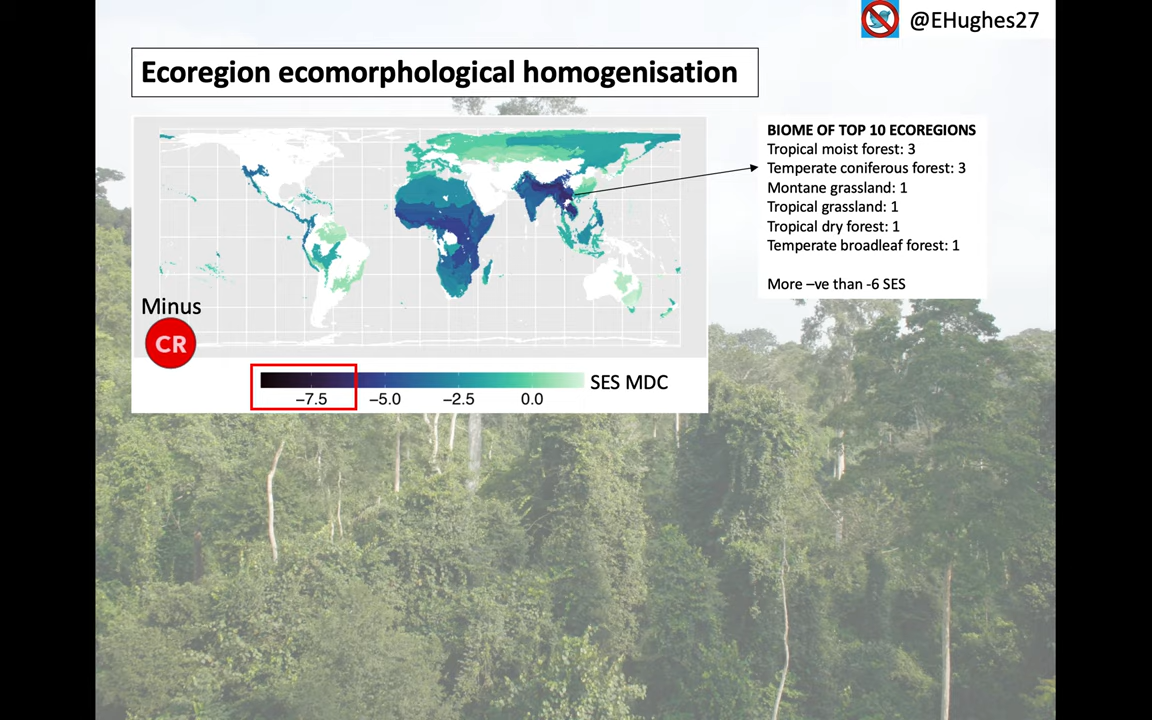 @EHughes27
Ecoregion ecomorphological homogenisation
BIOME OF TOP 10 ECOREGIONS
Tropical moist forest: 3
Temperate coniferous forest: 3
Montane grassland: 1
Tropical grassland: 1
Tropical dry forest: 1
Temperate broadleaf forest: 1
More –ve than -6 SES
Minus
CR
SES MDC
−7.5 −5.0 −2.5 0.0